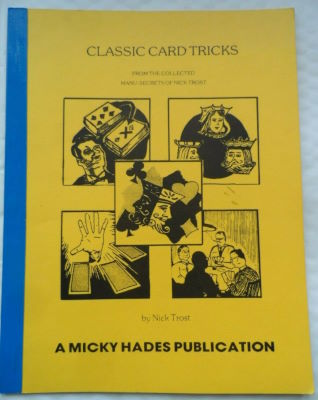 CLASSIC CARD TRICKS
FROM THE COLLECTED
MANU-SECRETS OF NICK TROST
by Nick Trost
A MICKY HADES PUBLICATION